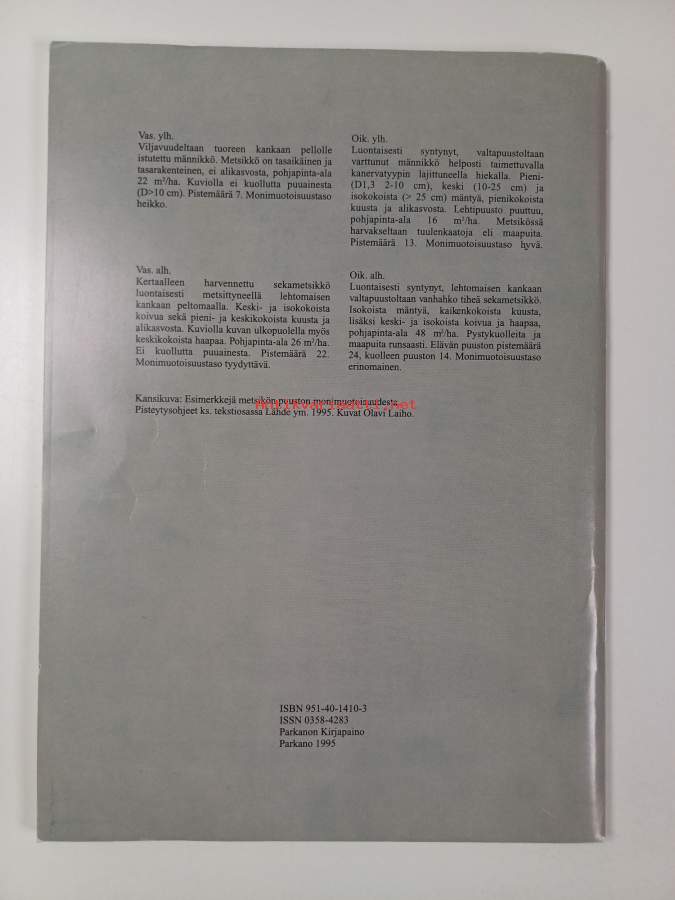 Vas. ylh.
Viljavuudeltaan tuoreen kankaan pellolle
istutettu männikkö. Metsikkö on tasaikäinen ja
tasarakenteinen, ei alikasvosta, pohjapinta-ala
22 m²/ha. Kuviolla ei kuollutta puuainesta
(D>10 cm). Pistemäärä 7. Monimuotoisuustaso
heikko.
Oik. ylh.
Luontaisesti syntynyt, valtapuustoltaan
varttunut männikkö helposti taimettuvalla
kanervatyypin lajittuneella hiekalla. Pieni-
(D1,3 2-10 cm), keski (10-25 cm) ja
isokokoista (> 25 cm) mäntyä, pienikokoista
kuusta ja alikasvosta. Lehtipuusto puuttuu,
pohjapinta-ala 16 m²/ha. Metsikössä
harvakseltaan tuulenkaatoja eli maapuita.
Pistemäärä 13. Monimuotoisuustaso hyvä.
Vas. alh.
Kertaalleen harvennettu sekametsikkö
luontaisesti metsittyneellä lehtomaisen
kankaan peltomaalla. Keski- ja isokokoista
koivua sekä pieni- ja keskikokoista kuusta ja
alikasvosta. Kuviolla kuvan ulkopuolella myös
keskikokoista haapaa. Pohjapinta-ala 26 m²/ha.
Ei kuollutta puuainesta. Pistemäärä 22.
Monimuotoisuustaso tyydyttävä.
Oik. alh.
Luontaisesti syntynyt, lehtomaisen kankaan
valtapuustoltaan vanhahko tiheä sekametsikkö.
Isokoista mäntyä, kaikenkokoista kuusta,
lisäksi keski- ja isokoista koivua ja haapaa,
pohjapinta-ala 48 m²/ha. Pystykuolleita ja
maapuita runsaasti. Elävän puuston pistemäärä
24, kuolleen puuston 14. Monimuotoisuustaso
erinomainen.
Kansikuva: Esimerkkejä metsikön puuston monimuotoisuudesta.
Pisteytysohjeet ks. tekstiosassa Lähde ym. 1995. Kuvat Olavi Laiho.
Antikvariaatti.net
ISBN 951-40-1410-3
ISSN 0358-4283
Parkanon Kirjapaino
Parkano 1995